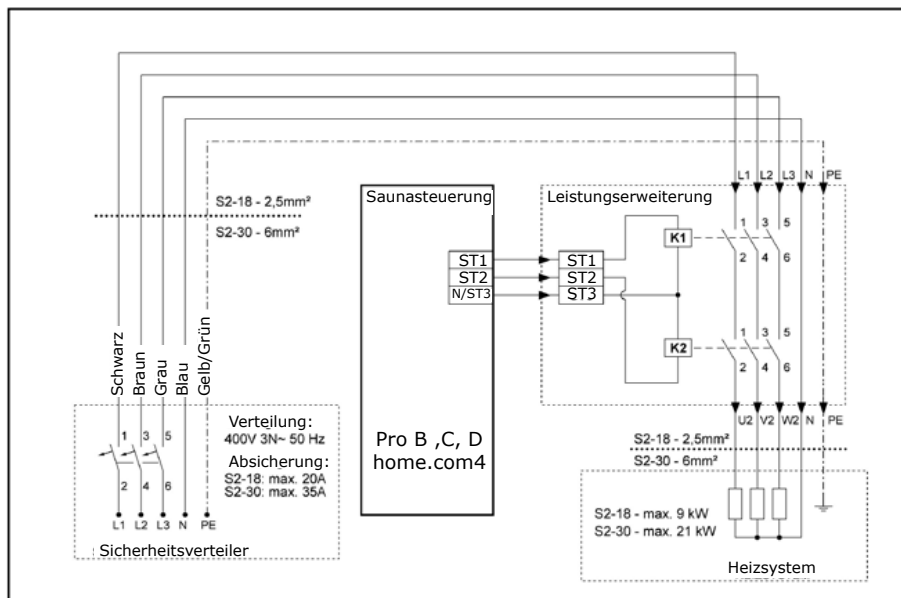 S2-18 - 2,5mm²
S2-30 - 6mm²
Schwarz
Braun
Grau
Blau
Gelb/Grün
1 3 5
2 4 6
L1 L2 L3 N PE
Verteilung:
400V 3N~ 50 Hz
Absicherung:
S2-18: max. 20A
S2-30: max. 35A
Sicherheitsverteiler
Saunasteuerung
ST1
ST2
N/ST3
Pro B ,C, D
home.com4
L1 L2 L3 N PE
Leistungserweiterung
ST1
ST2
ST3
K1
1 3 5
2 4 6
K2
1 3 5
2 4 6
U2 V2 W2 N PE
S2-18 - 2,5mm²
S2-30 - 6mm²
S2-18 - max. 9 kW
S2-30 - max. 21 kW
Heizsystem